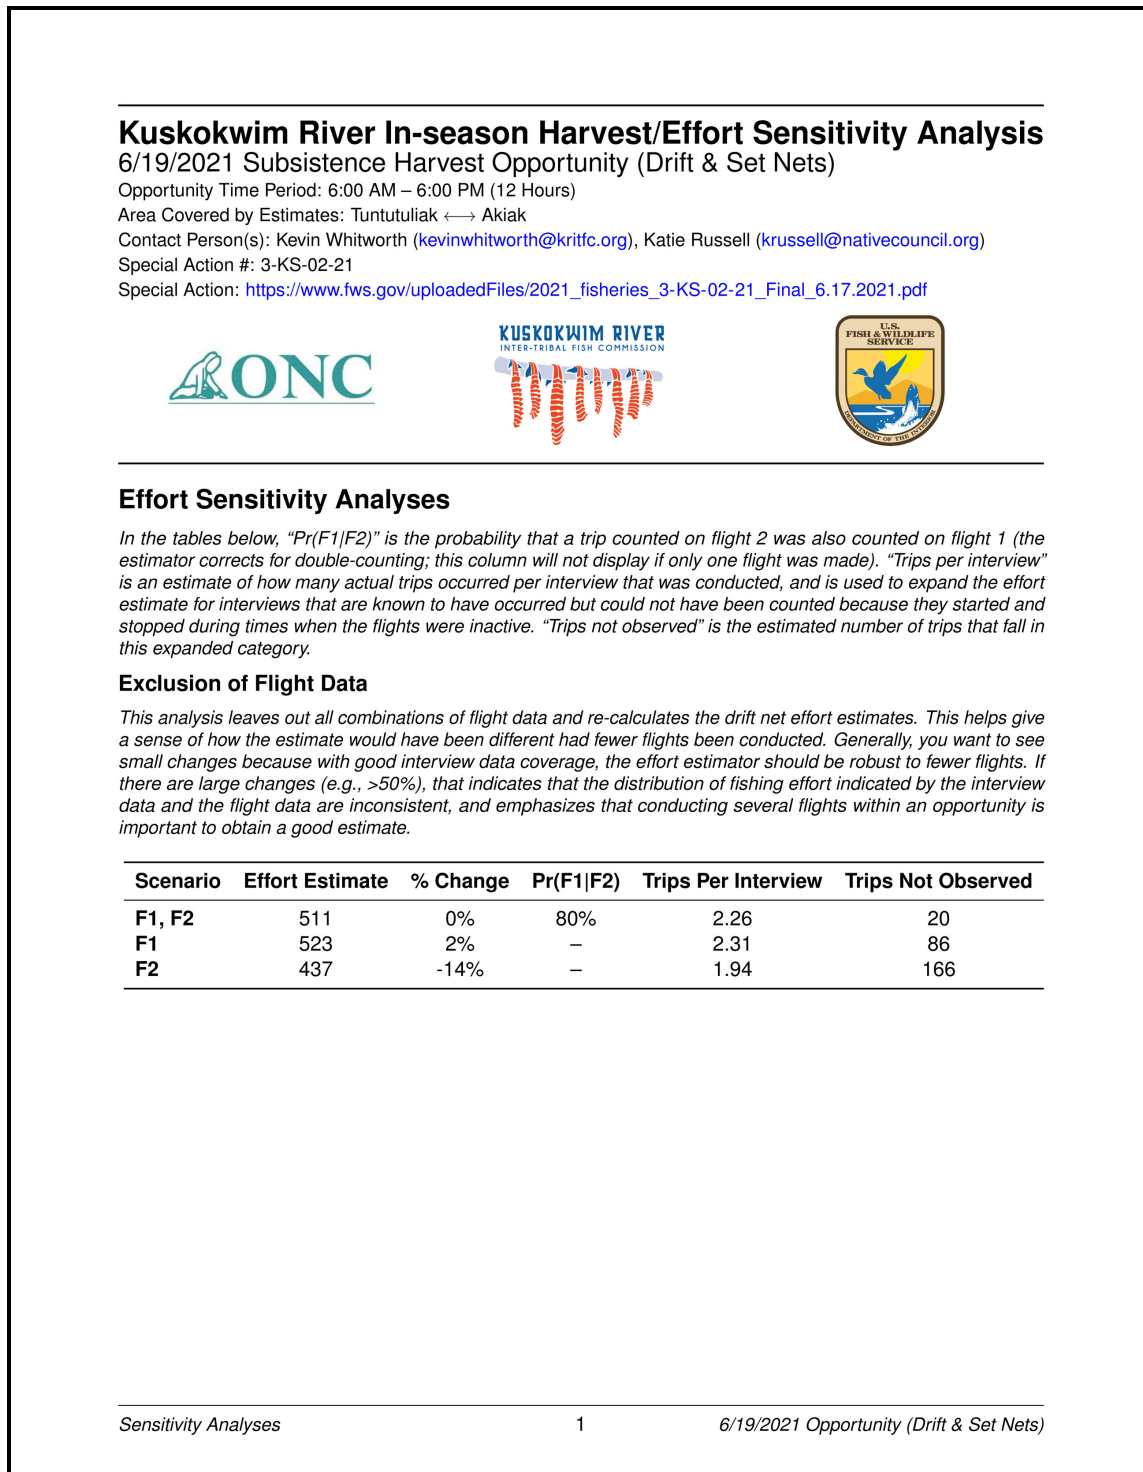 Kuskokwim River In-season Harvest/Effort Sensitivity Analysis
6/19/2021 Subsistence Harvest Opportunity (Drift & Set Nets)
Opportunity Time Period: 6:00 AM – 6:00 PM (12 Hours)
Area Covered by Estimates: Tuntutuliak ⟷ Akiak
Contact Person(s): Kevin Whitworth (kevinwhitworth@kritfc.org), Katie Russell (krussell@nativecouncil.org)
Special Action #: 3-KS-02-21
Special Action: https://www.fws.gov/uploadedFiles/2021_fisheries_3-KS-02-21_Final_6.17.2021.pdf
ONC
KUSKOKWIM RIVER
INTER-TRIBAL FISH COMMISSION
U.S.
FISH & WILDLIFE
SERVICE
DEPARTMENT OF THE INTERIOR
Effort Sensitivity Analyses
In the tables below, “Pr(F1|F2)” is the probability that a trip counted on flight 2 was also counted on flight 1 (the
estimator corrects for double-counting; this column will not display if only one flight was made). “Trips per interview”
is an estimate of how many actual trips occurred per interview that was conducted, and is used to expand the effort
estimate for interviews that are known to have occurred but could not have been counted because they started and
stopped during times when the flights were inactive. “Trips not observed” is the estimated number of trips that fall in
this expanded category.
Exclusion of Flight Data
This analysis leaves out all combinations of flight data and re-calculates the drift net effort estimates. This helps give
a sense of how the estimate would have been different had fewer flights been conducted. Generally, you want to see
small changes because with good interview data coverage, the effort estimator should be robust to fewer flights. If
there are large changes (e.g., >50%), that indicates that the distribution of fishing effort indicated by the interview
data and the flight data are inconsistent, and emphasizes that conducting several flights within an opportunity is
important to obtain a good estimate.
Scenario Effort Estimate % Change Pr(F1|F2) Trips Per Interview Trips Not Observed
F1, F2 511 0% 80% 2.26 20
F1 523 2% – 2.31 86
F2 437 -14% – 1.94 166
Sensitivity Analyses 1 6/19/2021 Opportunity (Drift & Set Nets)